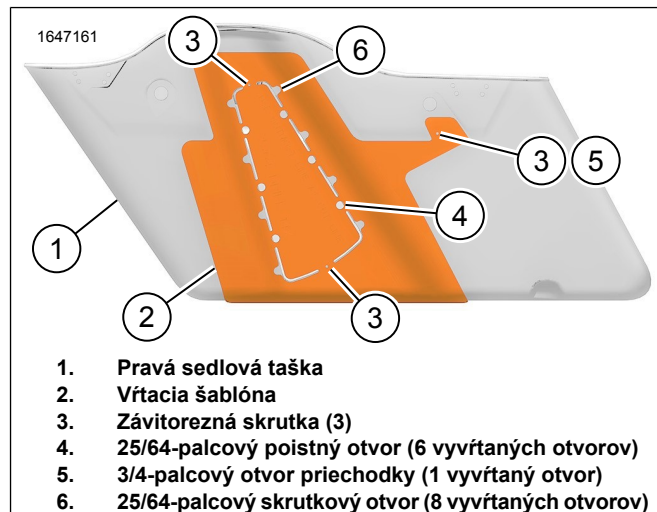 1647161
3
6
3
5
4
1
2
3
1. Pravá sedlová taška
2. Vŕtacia šablóna
3. Závitorezná skrutka (3)
4. 25/64-palcový poistný otvor (6 vyvŕtaných otvorov)
5. 3/4-palcový otvor priechodky (1 vyvŕtaný otvor)
6. 25/64-palcový skrutkový otvor (8 vyvŕtaných otvorov)